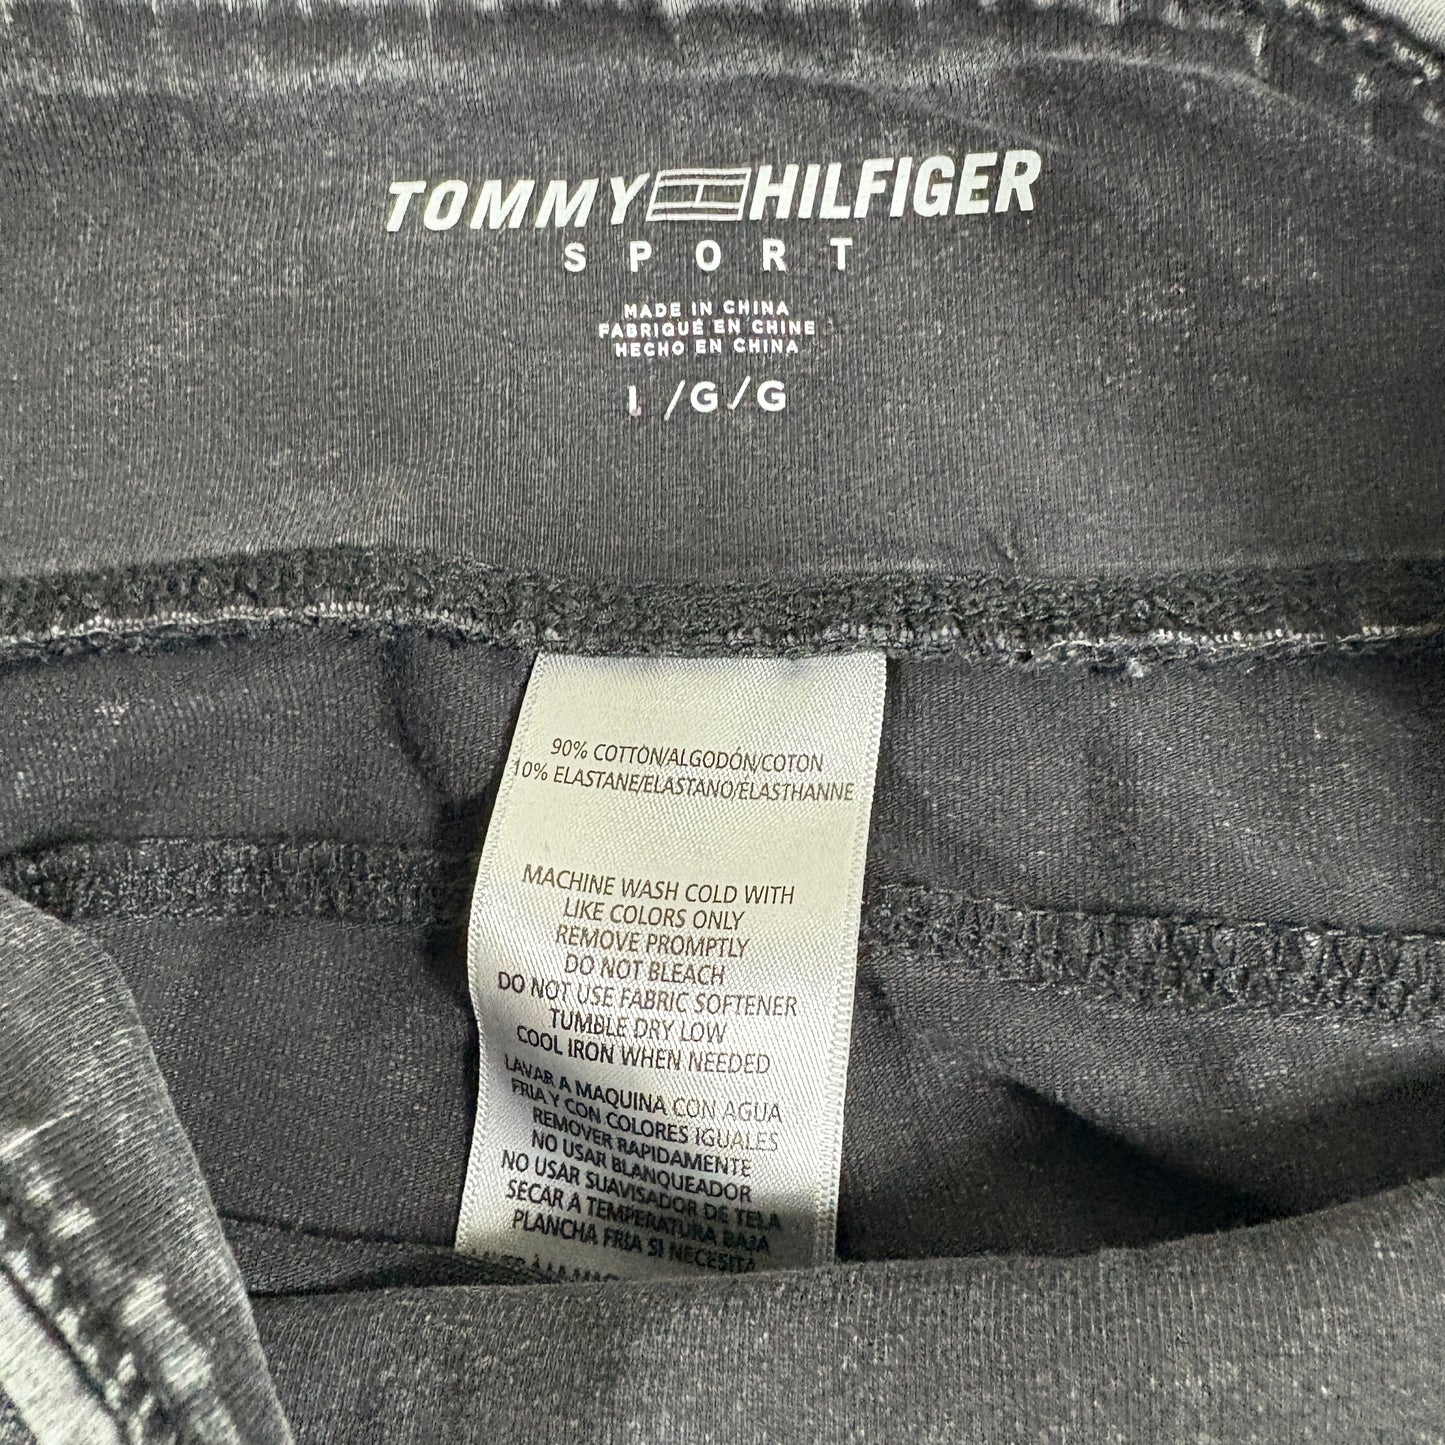 TOMMY HILFIGER
SPORT
MADE IN CHINA
FABRIQUÉ EN CHINE
HECHO EN CHINA
L/G/G
90% COTTON/ALGODÓN/COTON
10% ELASTANE/ELASTANO/ÉLASTHANNE
MACHINE WASH COLD WITH
LIKE COLORS ONLY
REMOVE PROMPTLY
DO NOT BLEACH
DO NOT USE FABRIC SOFTENER
TUMBLE DRY LOW
COOL IRON WHEN NEEDED
LAVAR A MAQUINA CON AGUA
FRIA Y CON COLORES IGUALES
REMOVER RAPIDAMENTE
NO USAR BLANQUEADOR
NO USAR SUAVISADOR DE TELA
SECAR A TEMPERATURA BAJA
PLANCHA FRIA SI NECESITA